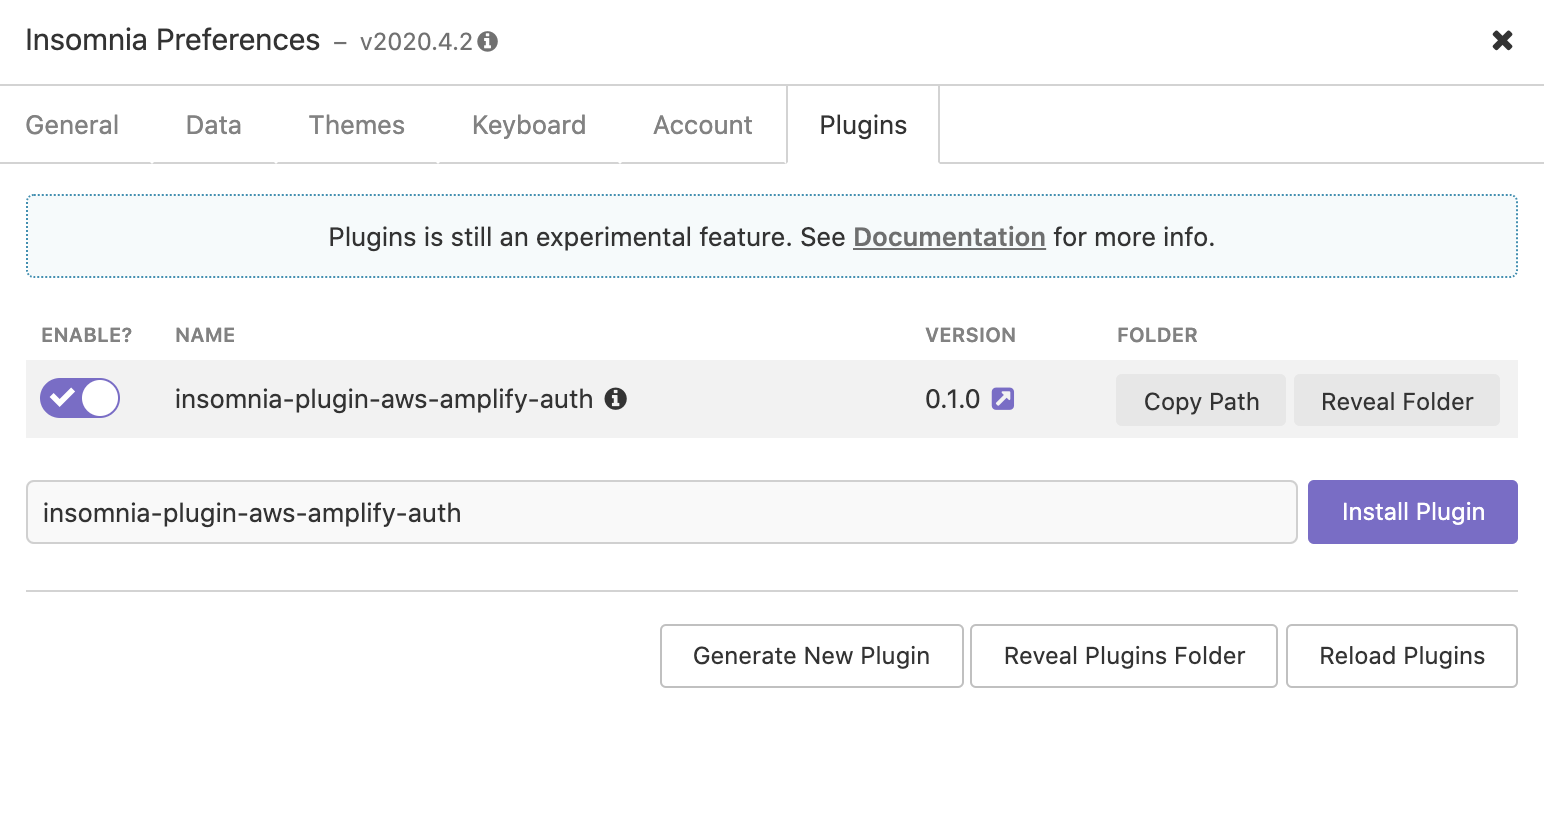 Insomnia Preferences – v2020.4.2
General Data Themes Keyboard Account Plugins
Plugins is still an experimental feature. See Documentation for more info.
ENABLE? NAME VERSION FOLDER
insomnia-plugin-aws-amplify-auth 0.1.0 Copy Path Reveal Folder
insomnia-plugin-aws-amplify-auth Install Plugin
Generate New Plugin Reveal Plugins Folder Reload Plugins